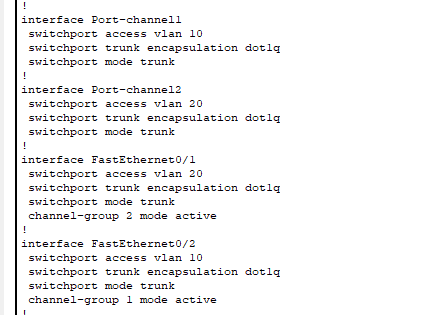 !
interface Port-channel1
switchport access vlan 10
switchport trunk encapsulation dot1q
switchport mode trunk
!
interface Port-channel2
switchport access vlan 20
switchport trunk encapsulation dot1q
switchport mode trunk
!
interface FastEthernet0/1
switchport access vlan 20
switchport trunk encapsulation dot1q
switchport mode trunk
channel-group 2 mode active
!
interface FastEthernet0/2
switchport access vlan 10
switchport trunk encapsulation dot1q
switchport mode trunk
channel-group 1 mode active
!